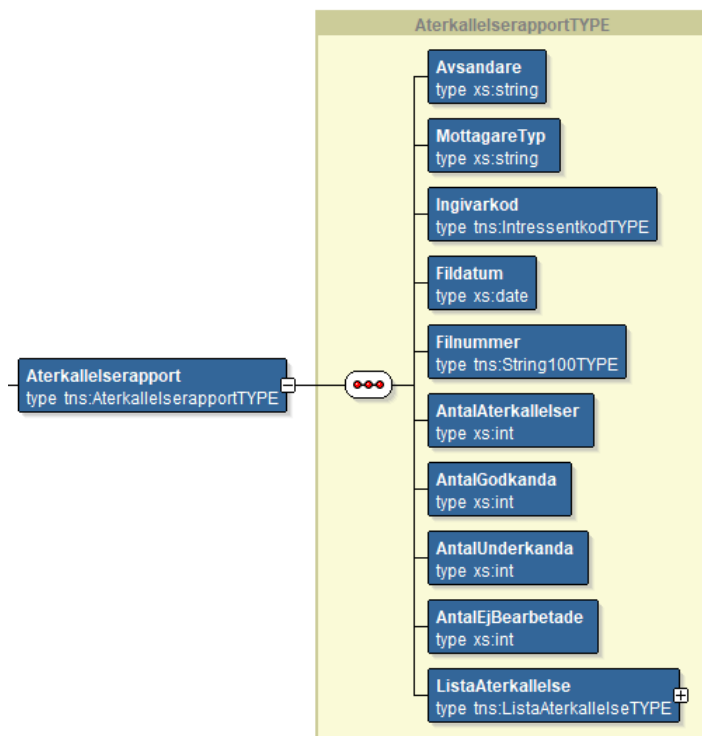 AterkallelserapportTYPE
Avsandare
type xs:string
MottagareTyp
type xs:string
Ingivarkod
type tns:IntressentkodTYPE
Fildatum
type xs:date
Filnummer
type tns:String100TYPE
Aterkallelserapport
type tns:AterkallelserapportTYPE
AntalAterkallelser
type xs:int
AntalGodkanda
type xs:int
AntalUnderkanda
type xs:int
AntalEjBearbetade
type xs:int
ListaAterkallelse
type tns:ListaAterkallelseTYPE